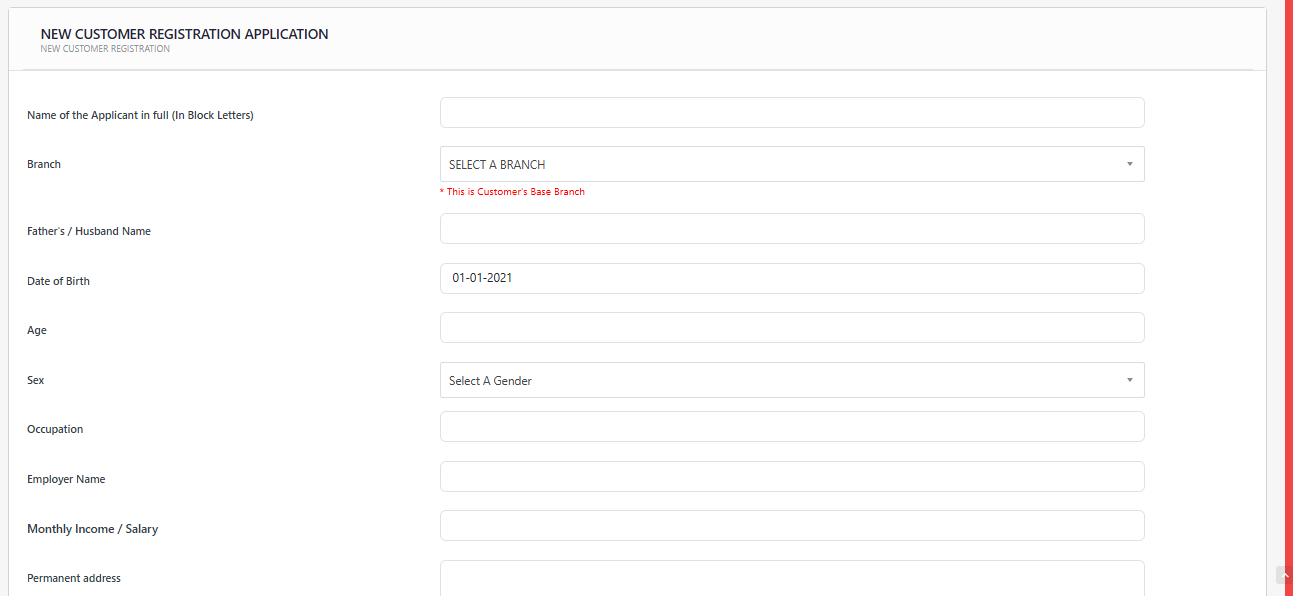 NEW CUSTOMER REGISTRATION APPLICATION
NEW CUSTOMER REGISTRATION
Name of the Applicant in full (In Block Letters)
Branch
SELECT A BRANCH
* This is Customer's Base Branch
Father's / Husband Name
Date of Birth
01-01-2021
Age
Sex
Select A Gender
Occupation
Employer Name
Monthly Income / Salary
Permanent address